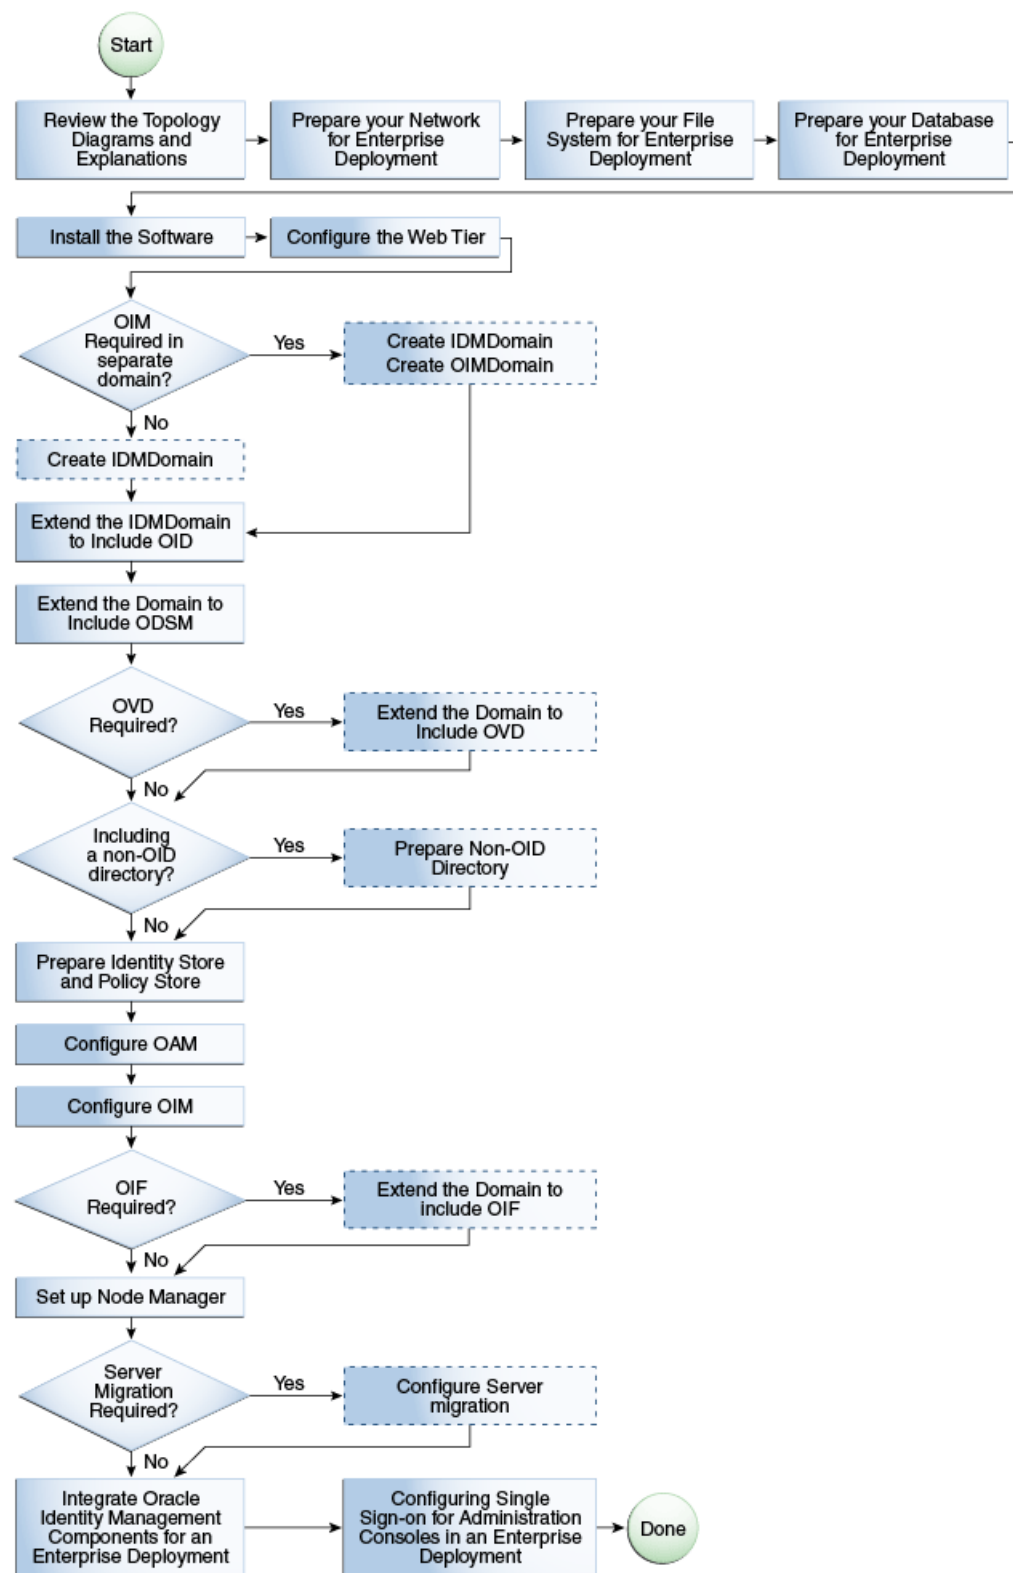 Start
Review the Topology
Diagrams and
Explanations
Prepare your Network
for Enterprise
Deployment
Prepare your File
System for Enterprise
Deployment
Prepare your Database
for Enterprise
Deployment
Install the Software
Configure the Web Tier
OIM
Required in
separate
domain?
Yes
Create IDMDomain
Create OIMDomain
No
Create IDMDomain
Extend the IDMDomain
to Include OID
Extend the Domain to
Include ODSM
OVD
Required?
Yes
Extend the Domain to
Include OVD
No
Including
a non-OID
directory?
Yes
Prepare Non-OID
Directory
No
Prepare Identity Store
and Policy Store
Configure OAM
Configure OIM
OIF
Required?
Yes
Extend the Domain to
include OIF
No
Set up Node Manager
Server
Migration
Required?
Yes
Configure Server
migration
No
Integrate Oracle
Identity Management
Components for an
Enterprise Deployment
Configuring Single
Sign-on for Administration
Consoles in an Enterprise
Deployment
Done